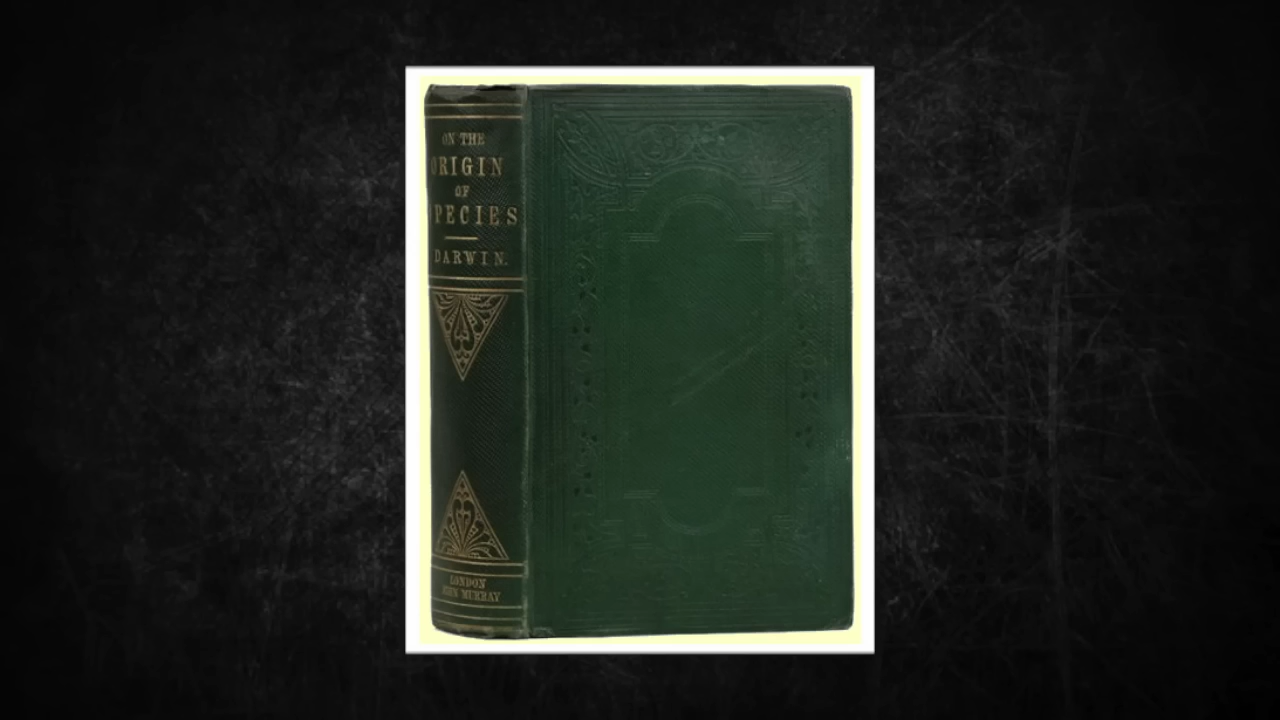 ON THE
ORIGIN
OF
SPECIES
DARWIN.
LONDON
JOHN MURRAY